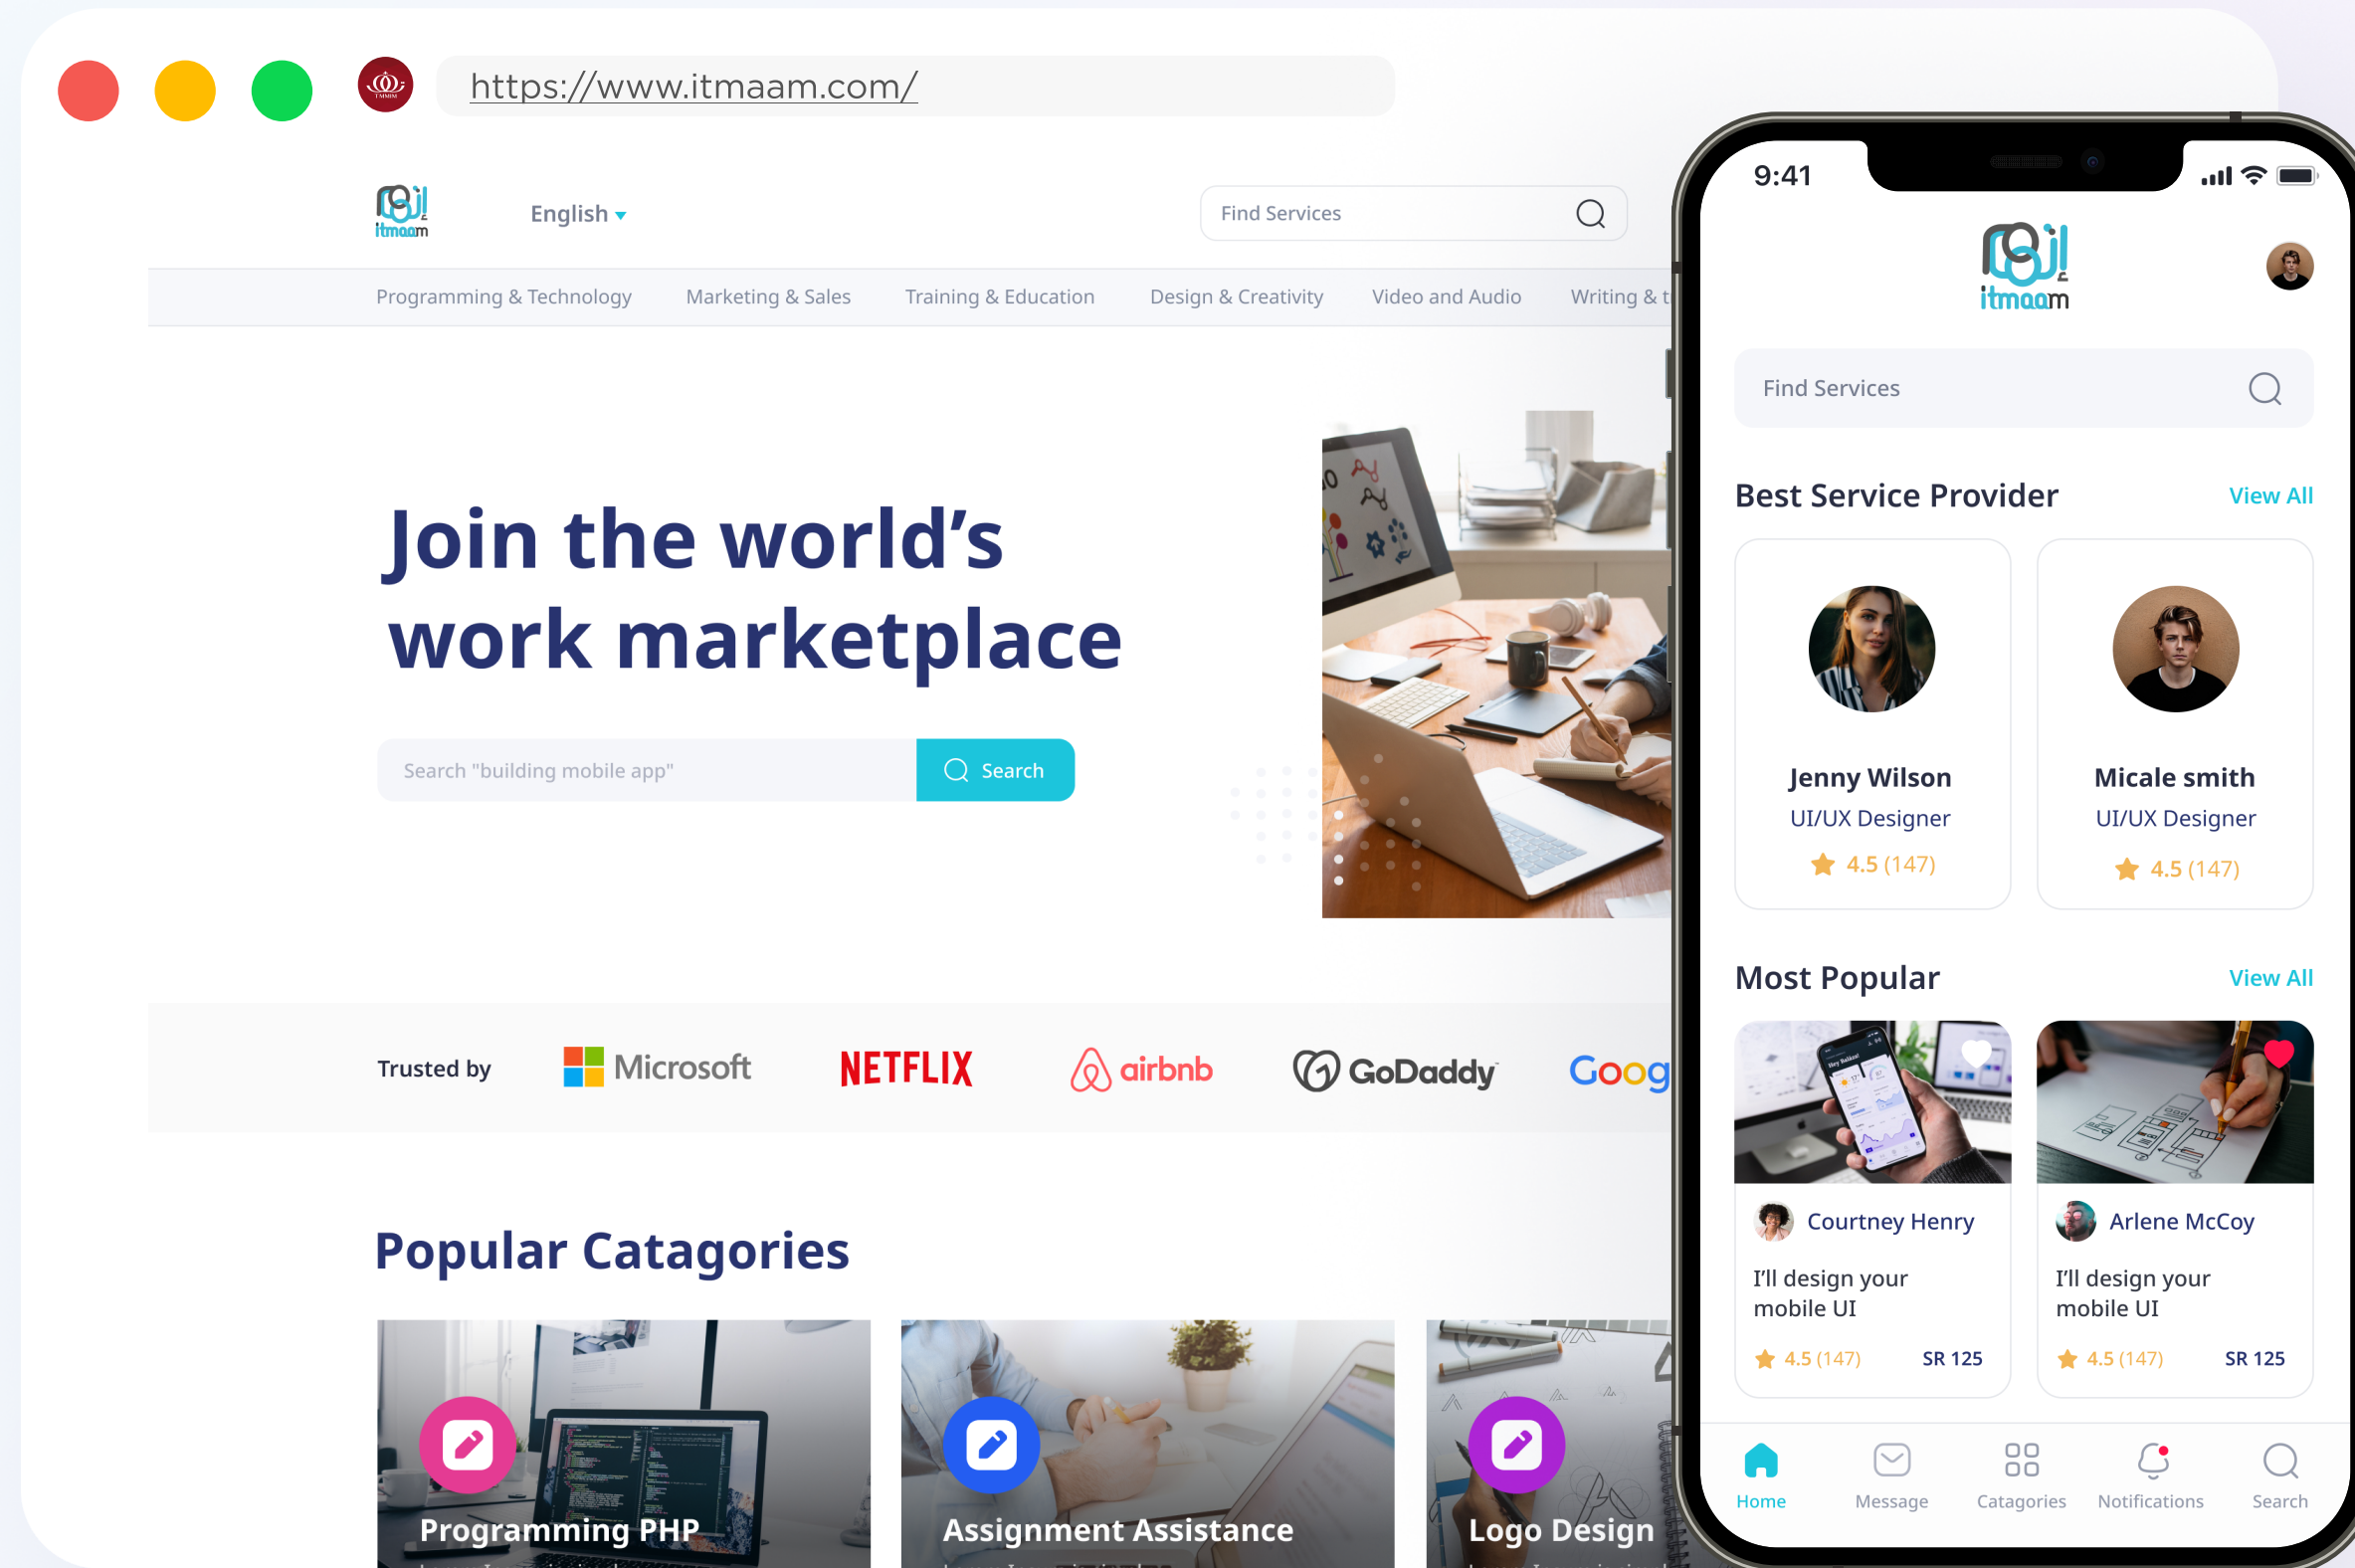 https://www.itmaam.com/
إتمام
itmaam
English
Find Services
Programming & Technology
Marketing & Sales
Training & Education
Design & Creativity
Video and Audio
Writing &
Join the world's
work marketplace
Search "building mobile app"
Search
Trusted by
Microsoft
NETFLIX
airbnb
GoDaddy
Goog
Popular Catagories
Programming PHP
Assignment Assistance
Logo Design
9:41
إتمام
itmaam
Find Services
Best Service Provider
View All
Jenny Wilson
UI/UX Designer
4.5 (147)
Micale smith
UI/UX Designer
4.5 (147)
Most Popular
View All
Courtney Henry
I'll design your
mobile UI
4.5 (147)
SR 125
Arlene McCoy
I'll design your
mobile UI
4.5 (147)
SR 125
Home
Message
Catagories
Notifications
Search